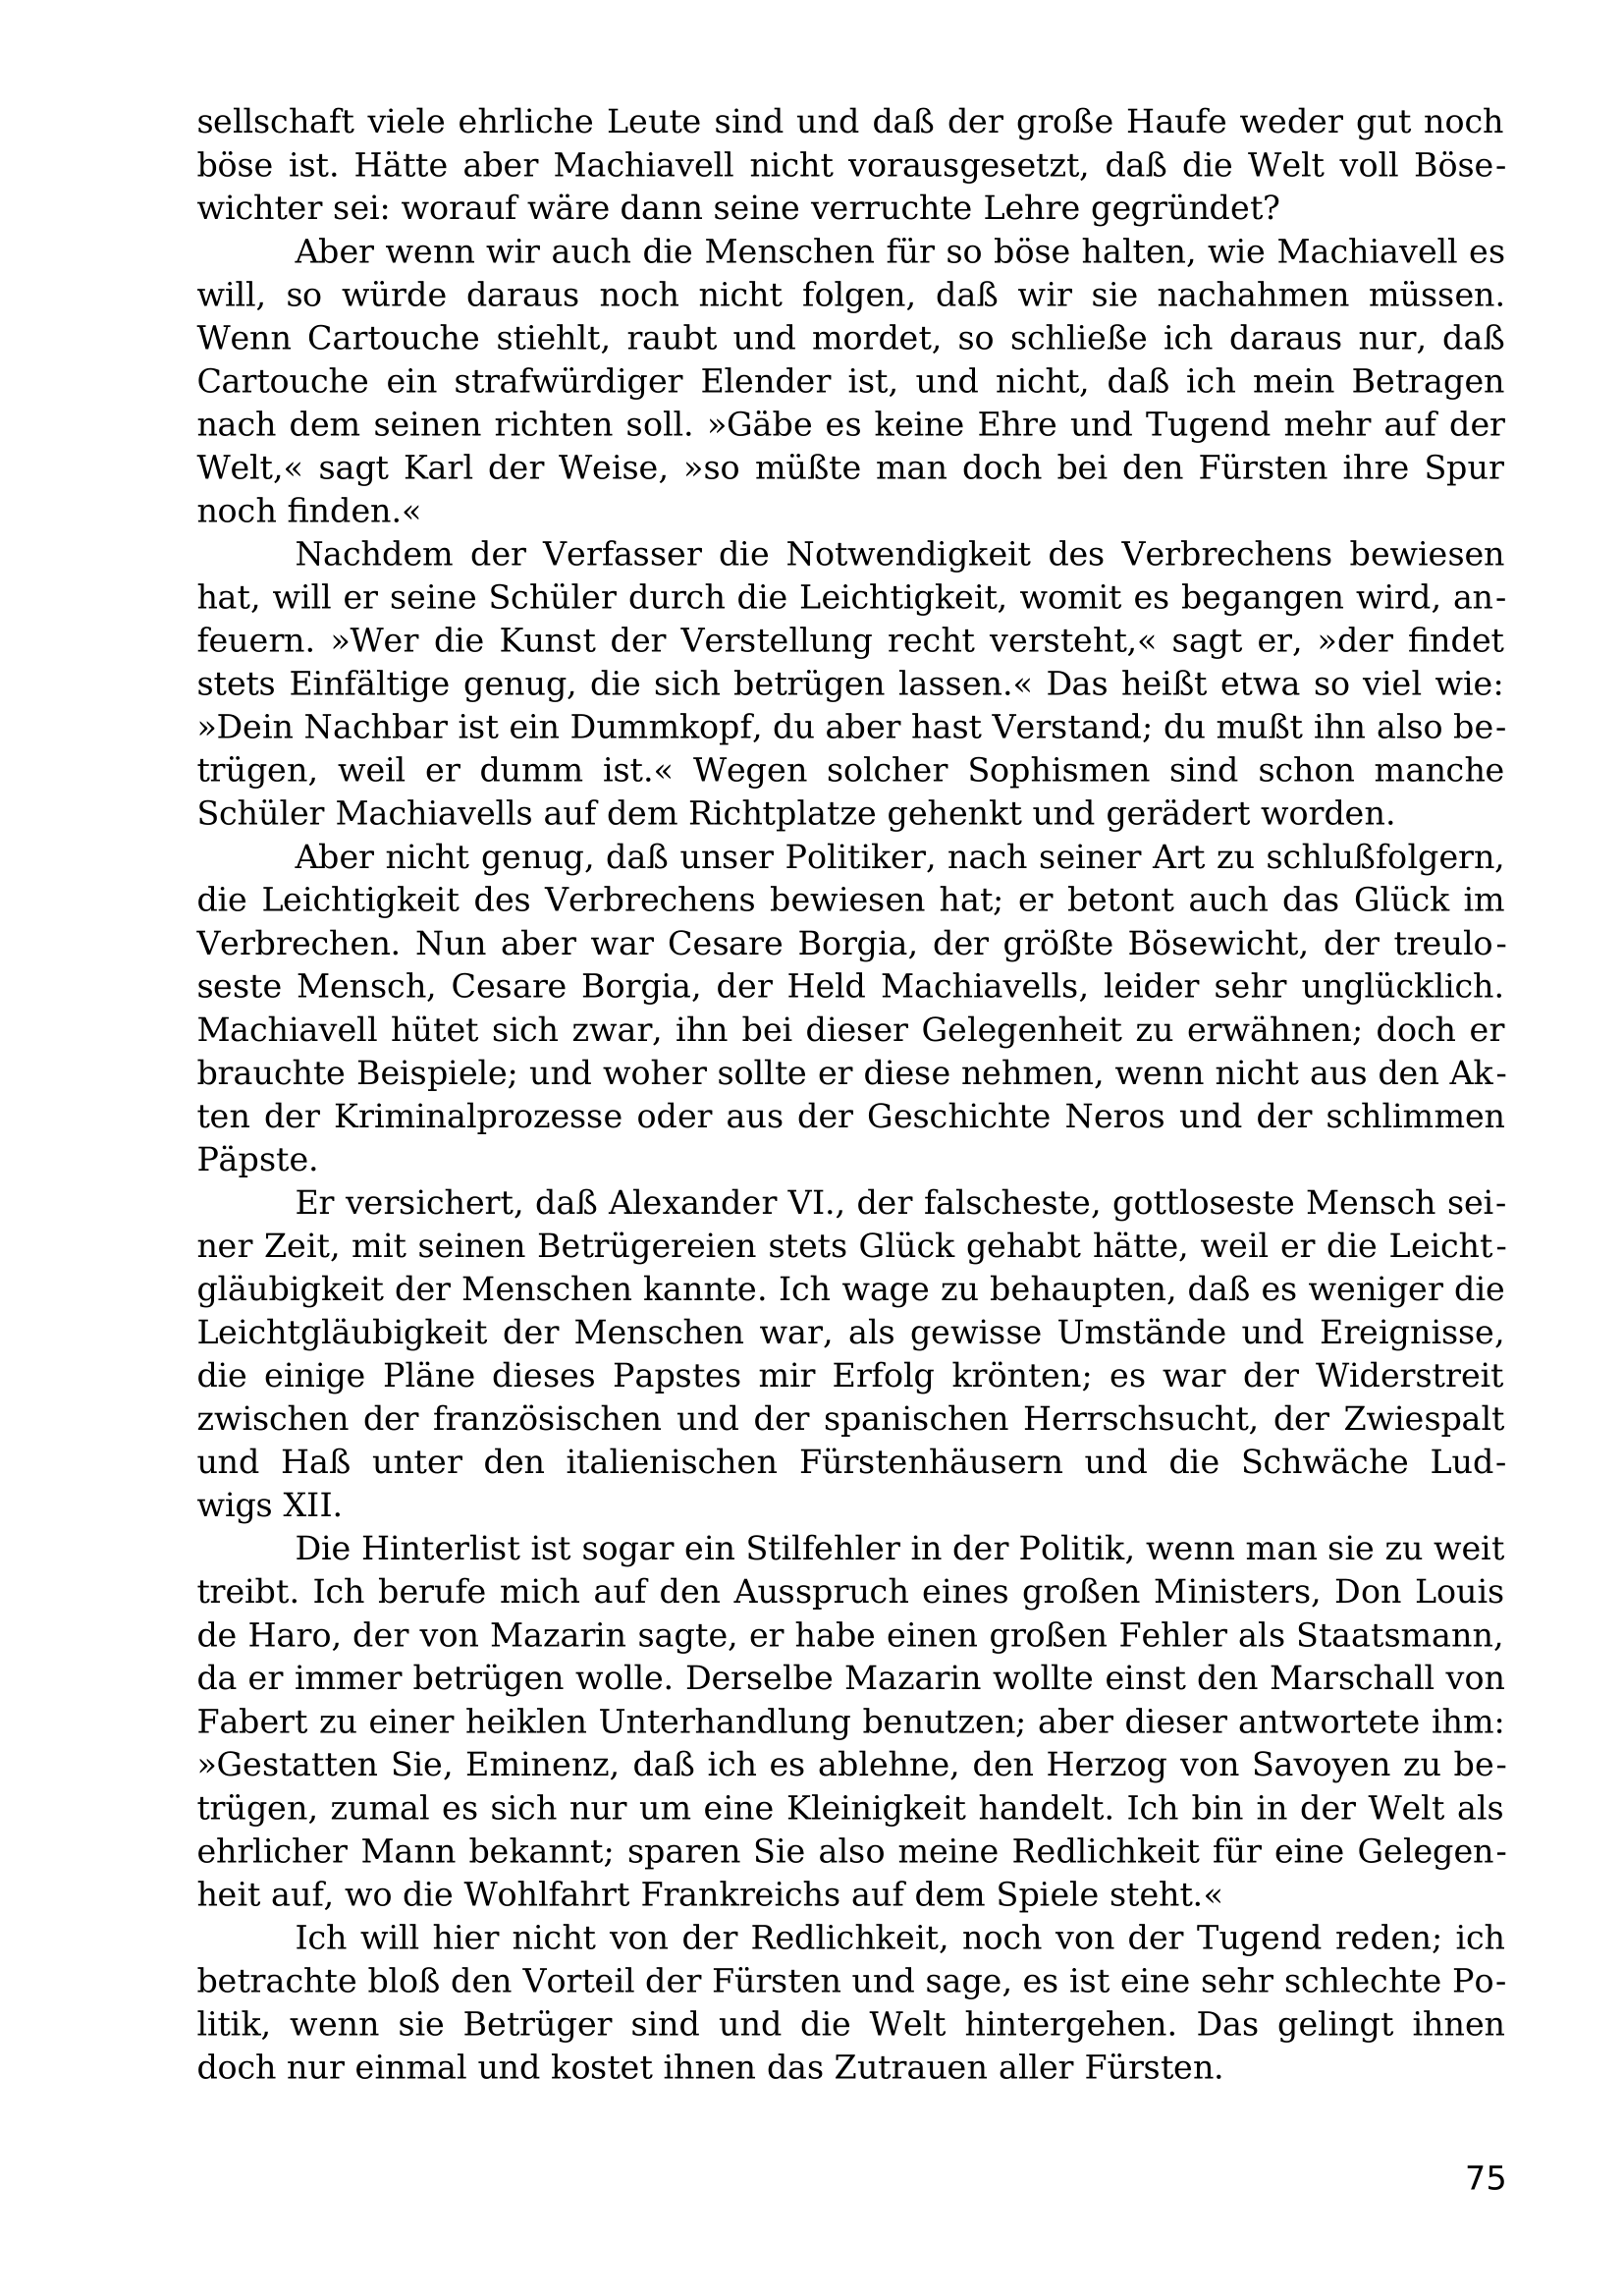 sellschaft viele ehrliche Leute sind und daß der große Haufe weder gut noch
böse ist. Hätte aber Machiavell nicht vorausgesetzt, daß die Welt voll Böse-
wichter sei: worauf wäre dann seine verruchte Lehre gegründet?
Aber wenn wir auch die Menschen für so böse halten, wie Machiavell es
will, so würde daraus noch nicht folgen, daß wir sie nachahmen müssen.
Wenn Cartouche stiehlt, raubt und mordet, so schließe ich daraus nur, daß
Cartouche ein strafwürdiger Elender ist, und nicht, daß ich mein Betragen
nach dem seinen richten soll. »Gäbe es keine Ehre und Tugend mehr auf der
Welt,« sagt Karl der Weise, »so müßte man doch bei den Fürsten ihre Spur
noch finden.«
Nachdem der Verfasser die Notwendigkeit des Verbrechens bewiesen
hat, will er seine Schüler durch die Leichtigkeit, womit es begangen wird, an-
feuern. »Wer die Kunst der Verstellung recht versteht,« sagt er, »der findet
stets Einfältige genug, die sich betrügen lassen.« Das heißt etwa so viel wie:
»Dein Nachbar ist ein Dummkopf, du aber hast Verstand; du mußt ihn also be-
trügen, weil er dumm ist.« Wegen solcher Sophismen sind schon manche
Schüler Machiavells auf dem Richtplatze gehenkt und gerädert worden.
Aber nicht genug, daß unser Politiker, nach seiner Art zu schlußfolgern,
die Leichtigkeit des Verbrechens bewiesen hat; er betont auch das Glück im
Verbrechen. Nun aber war Cesare Borgia, der größte Bösewicht, der treulo-
seste Mensch, Cesare Borgia, der Held Machiavells, leider sehr unglücklich.
Machiavell hütet sich zwar, ihn bei dieser Gelegenheit zu erwähnen; doch er
brauchte Beispiele; und woher sollte er diese nehmen, wenn nicht aus den Ak-
ten der Kriminalprozesse oder aus der Geschichte Neros und der schlimmen
Päpste.
Er versichert, daß Alexander VI., der falscheste, gottloseste Mensch sei-
ner Zeit, mit seinen Betrügereien stets Glück gehabt hätte, weil er die Leicht-
gläubigkeit der Menschen kannte. Ich wage zu behaupten, daß es weniger die
Leichtgläubigkeit der Menschen war, als gewisse Umstände und Ereignisse,
die einige Pläne dieses Papstes mir Erfolg krönten; es war der Widerstreit
zwischen der französischen und der spanischen Herrschsucht, der Zwiespalt
und Haß unter den italienischen Fürstenhäusern und die Schwäche Lud-
wigs XII.
Die Hinterlist ist sogar ein Stilfehler in der Politik, wenn man sie zu weit
treibt. Ich berufe mich auf den Ausspruch eines großen Ministers, Don Louis
de Haro, der von Mazarin sagte, er habe einen großen Fehler als Staatsmann,
da er immer betrügen wolle. Derselbe Mazarin wollte einst den Marschall von
Fabert zu einer heiklen Unterhandlung benutzen; aber dieser antwortete ihm:
»Gestatten Sie, Eminenz, daß ich es ablehne, den Herzog von Savoyen zu be-
trügen, zumal es sich nur um eine Kleinigkeit handelt. Ich bin in der Welt als
ehrlicher Mann bekannt; sparen Sie also meine Redlichkeit für eine Gelegen-
heit auf, wo die Wohlfahrt Frankreichs auf dem Spiele steht.«
Ich will hier nicht von der Redlichkeit, noch von der Tugend reden; ich
betrachte bloß den Vorteil der Fürsten und sage, es ist eine sehr schlechte Po-
litik, wenn sie Betrüger sind und die Welt hintergehen. Das gelingt ihnen
doch nur einmal und kostet ihnen das Zutrauen aller Fürsten.
75